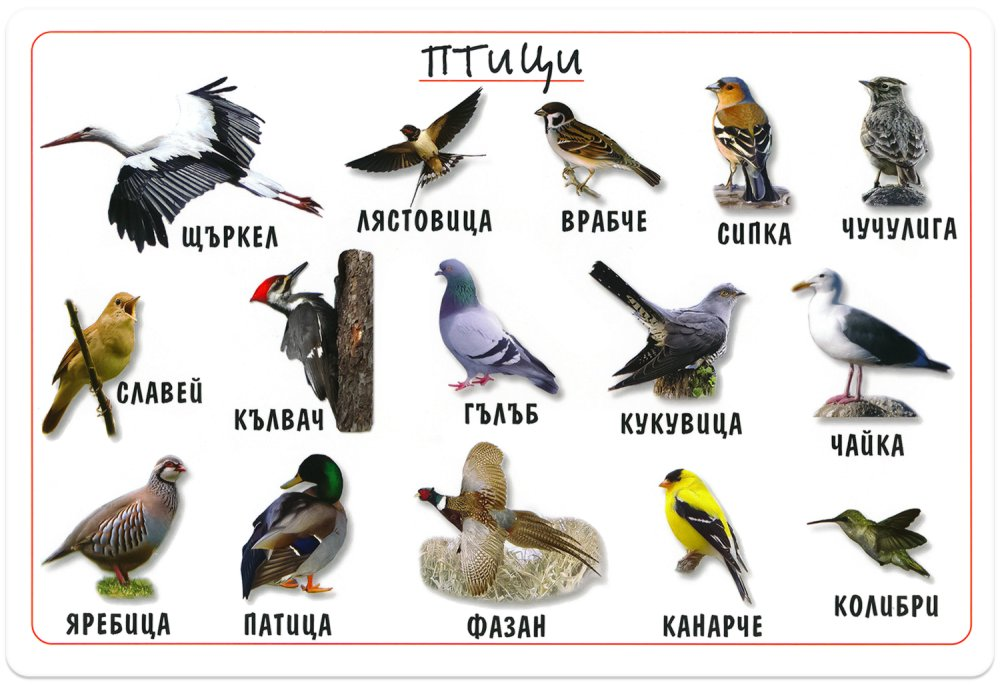 ПТИЦИ
ЩЪРКЕЛ
ЛЯСТОВИЦА
ВРАБЧЕ
СИПКА
ЧУЧУЛИГА
СЛАВЕЙ
КЪЛВАЧ
ГЪЛЪБ
КУКУВИЦА
ЧАЙКА
ЯРЕБИЦА
ПАТИЦА
ФАЗАН
КАНАРЧЕ
КОЛИБРИ